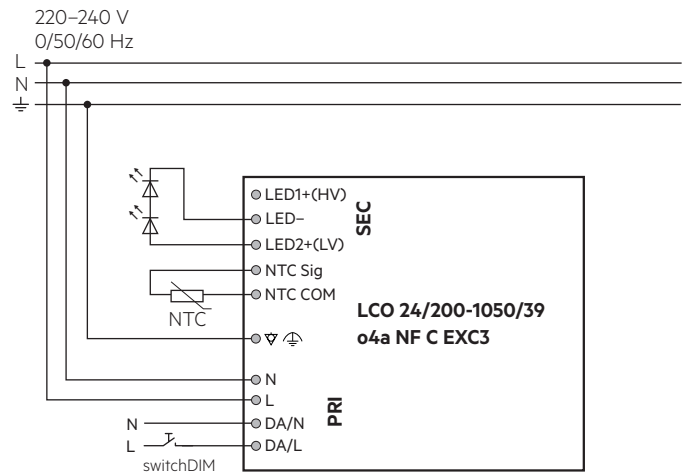 220–240 V
0/50/60 Hz
L
N
LED1+(HV)
LED–
LED2+(LV)
SEC
NTC Sig
NTC COM
NTC
LCO 24/200-1050/39
o4a NF C EXC3
N
L
PRI
N
DA/N
L
DA/L
switchDIM